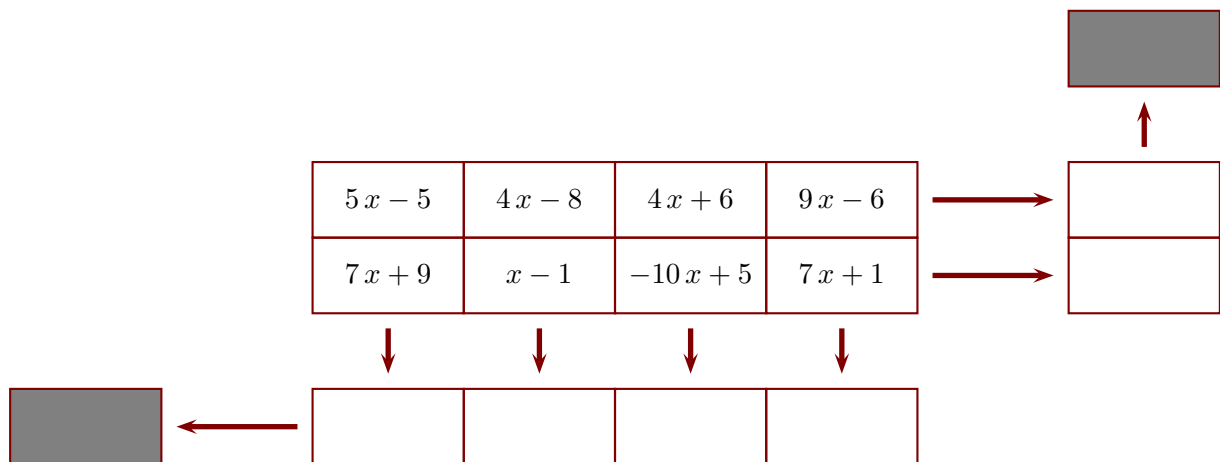 5x − 5 4x − 8 4x + 6 9x − 6
7x + 9 x − 1 −10x + 5 7x + 1